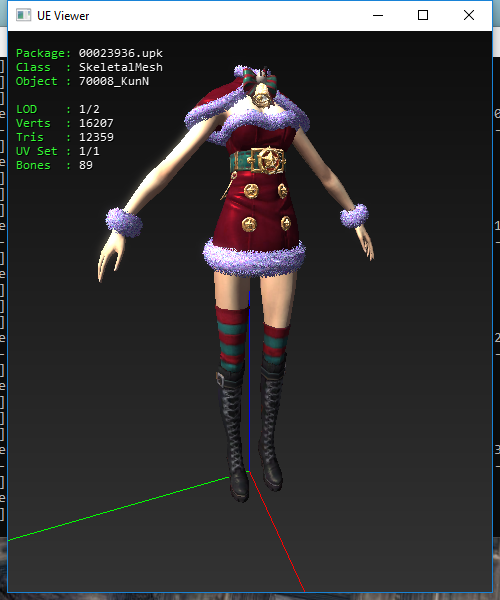 UE Viewer
Package: 00023936.upk
Class : SkeletalMesh
Object : 70008_KunN
LOD : 1/2
Verts : 16207
Tris : 12359
UV Set : 1/1
Bones : 89